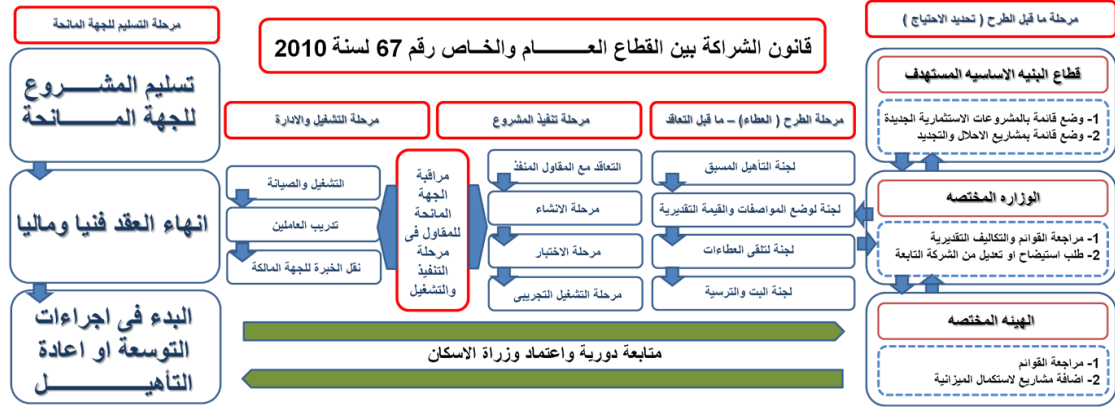 قانون الشراكة بين القطاع العـــــــام والخـاص رقم 67 لسنة 2010
مرحلة ما قبل الطرح ( تحديد الاحتياج )
قطاع البنيه الاساسيه المستهدف
1- وضع قائمة بالمشروعات الاستثمارية الجديدة
2- وضع قائمة بمشاريع الاحلال والتجديد
الوزاره المختصه
1- مراجعة القوائم والتكاليف التقديرية
2- طلب استيضاح او تعديل من الشركة التابعة
الهيئه المختصه
1- مراجعة القوائم
2- اضافة مشاريع لاستكمال الميزانية
مرحلة الطرح ( العطاء) – ما قبل التعاقد
لجنة التأهيل المسبق
لجنة لوضع المواصفات والقيمة التقديرية
لجنة لتلقى العطاءات
لجنة البت والترسية
مرحلة تنفيذ المشروع
التعاقد مع المقاول المنفذ
مرحلة الانشاء
مرحلة الاختبار
مرحلة التشغيل التجريبى
مراقبة
الجهة
المانحة
للمقاول فى
مرحلة
التنفيذ
والتشغيل
مرحلة التشغيل والادارة
التشغيل والصيانة
تدريب العاملين
نقل الخبرة للجهة المالكة
مرحلة التسليم للجهة المانحة
تسليم المشـــــروع
للجهة المـــــــانحة
انهاء العقد فنيا وماليا
البدء فى اجراءات
التوسعة او اعادة
التأهيــــــــــل
متابعة دورية واعتماد وزراة الاسكان